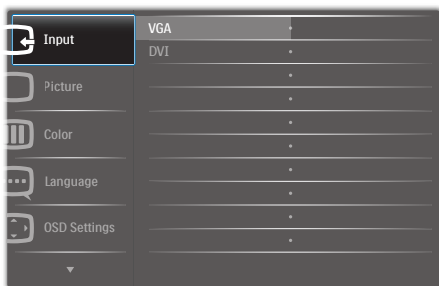 Input
Picture
Color
Language
OSD Settings
VGA
DVI